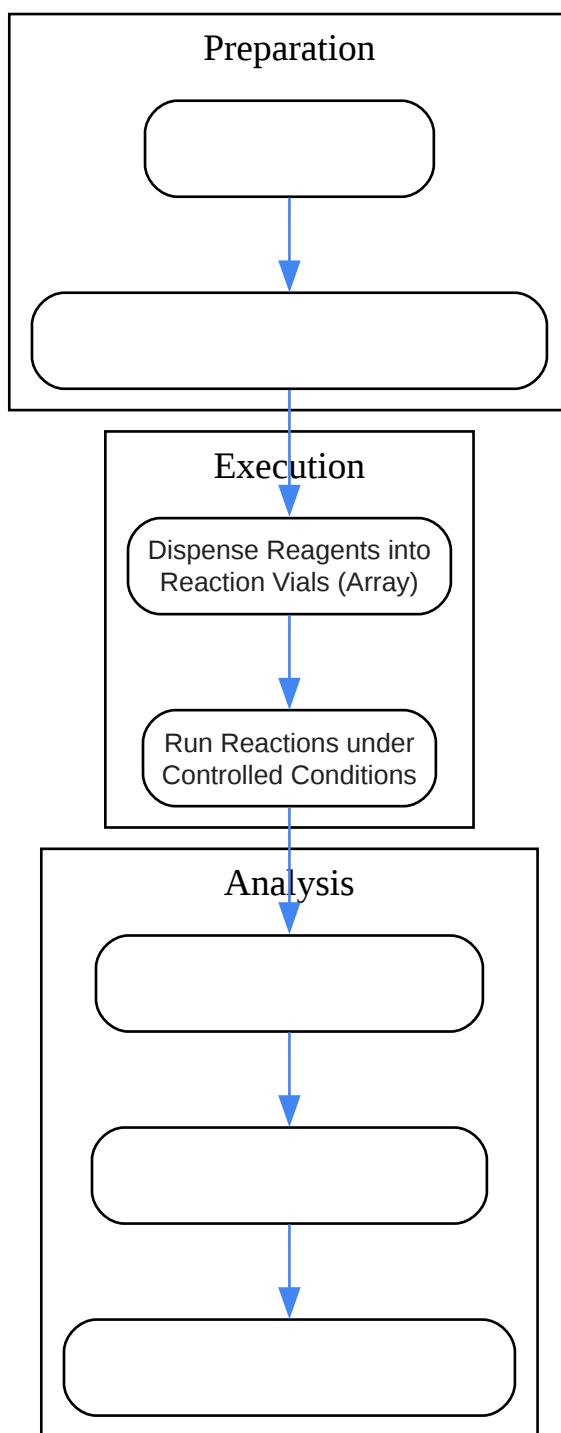 Preparation
Execution
Dispense Reagents into
Reaction Vials (Array)
Run Reactions under
Controlled Conditions
Analysis